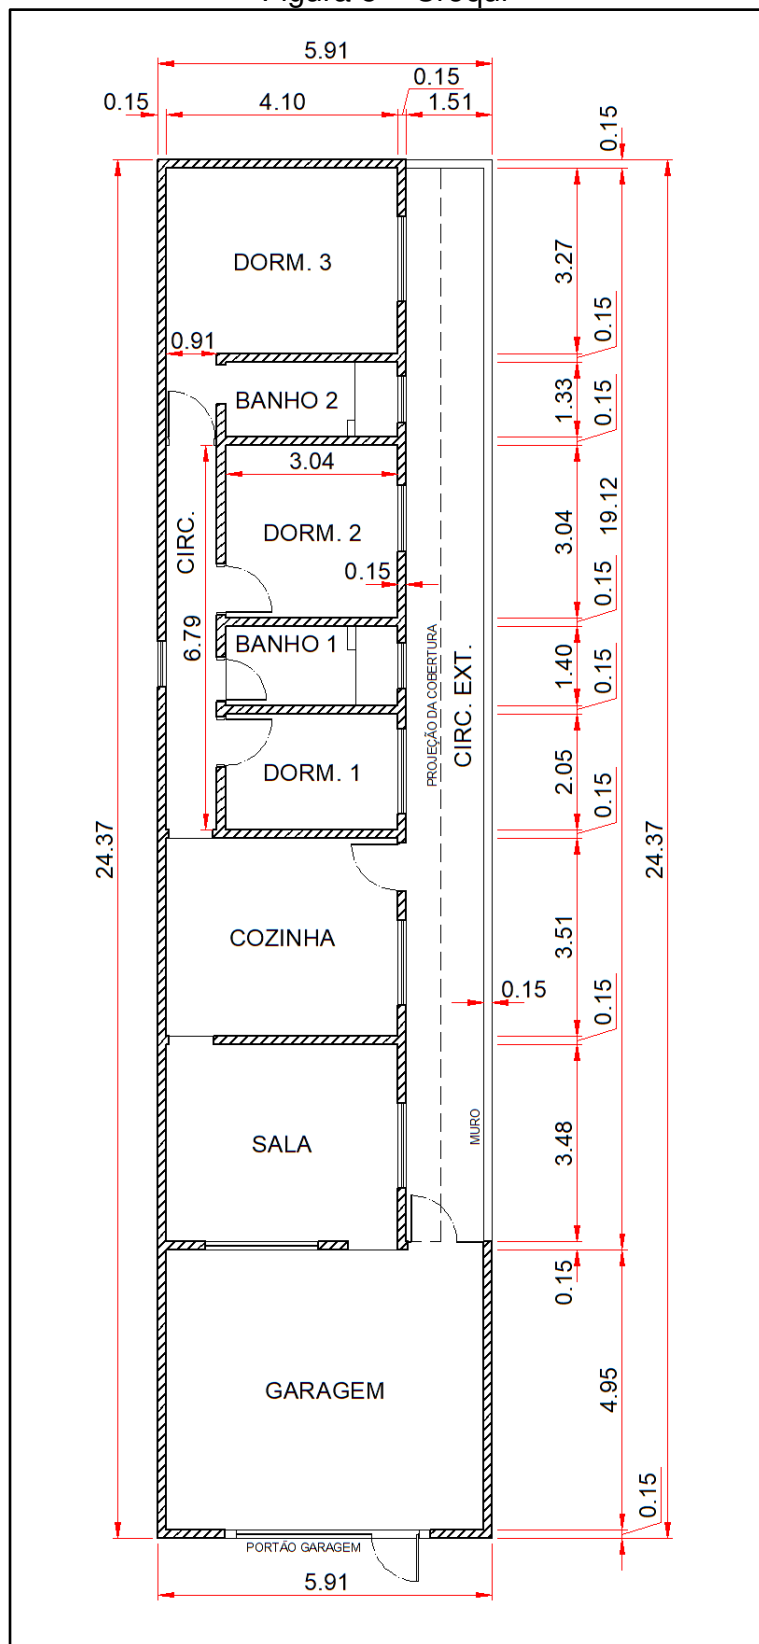 5.91
0.15
0.15 4.10 1.51
0.15
DORM. 3
3.27
0.91
0.15
BANHO 2
1.33
0.15
3.04
CIRC.
DORM. 2
3.04
19.12
0.15
0.15
BANHO 1
6.79
PROJEÇÃO DA COBERTURA
CIRC. EXT.
1.40
0.15
DORM. 1
2.05
0.15
24.37
24.37
COZINHA
3.51
0.15
0.15
MURO
SALA
3.48
0.15
GARAGEM
4.95
0.15
PORTÃO GARAGEM
5.91